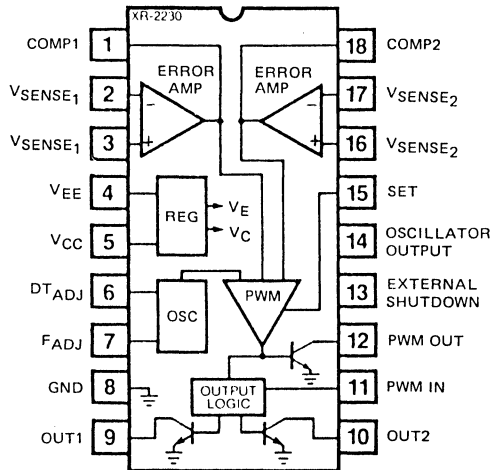 XR-2230
COMP1 1
18 COMP2
ERROR AMP
ERROR AMP
VSENSE1 2
17 VSENSE2
−
−
VSENSE1 3
16 VSENSE2
+
+
VEE 4
15 SET
REG
VE
VC
VCC 5
14 OSCILLATOR OUTPUT
DTADJ 6
13 EXTERNAL SHUTDOWN
OSC
PWM
FADJ 7
12 PWM OUT
GND 8
11 PWM IN
OUTPUT LOGIC
OUT1 9
10 OUT2